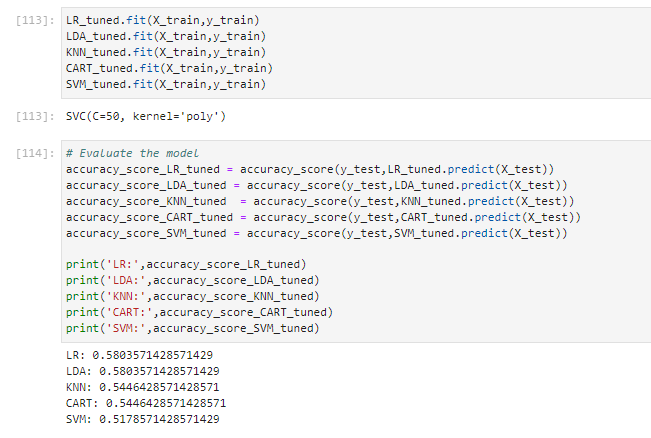 [113]: LR_tuned.fit(X_train,y_train)
LDA_tuned.fit(X_train,y_train)
KNN_tuned.fit(X_train,y_train)
CART_tuned.fit(X_train,y_train)
SVM_tuned.fit(X_train,y_train)
[113]: SVC(C=50, kernel='poly')
[114]: # Evaluate the model
accuracy_score_LR_tuned = accuracy_score(y_test,LR_tuned.predict(X_test))
accuracy_score_LDA_tuned = accuracy_score(y_test,LDA_tuned.predict(X_test))
accuracy_score_KNN_tuned  = accuracy_score(y_test,KNN_tuned.predict(X_test))
accuracy_score_CART_tuned = accuracy_score(y_test,CART_tuned.predict(X_test))
accuracy_score_SVM_tuned = accuracy_score(y_test,SVM_tuned.predict(X_test))
print('LR:',accuracy_score_LR_tuned)
print('LDA:',accuracy_score_LDA_tuned)
print('KNN:',accuracy_score_KNN_tuned)
print('CART:',accuracy_score_CART_tuned)
print('SVM:',accuracy_score_SVM_tuned)
LR: 0.5803571428571429
LDA: 0.5803571428571429
KNN: 0.5446428571428571
CART: 0.5446428571428571
SVM: 0.5178571428571429